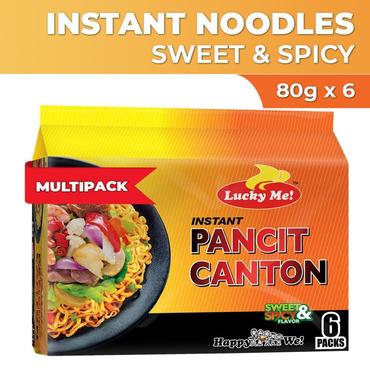 INSTANT NOODLES
SWEET & SPICY
80g x 6
MULTIPACK
Lucky Me!
™
INSTANT
PANCIT
CANTON
SWEET &
SPICY
FLAVOR
Happy We!
6
PACKS